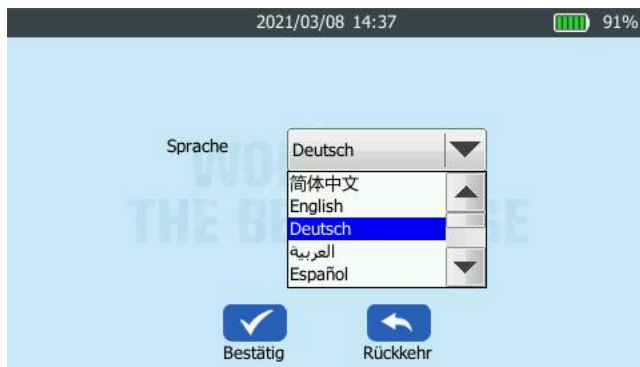 2021/03/08 14:37 91%
Sprache
Deutsch
简体中文
English
Deutsch
العربية
Español
Bestätig
Rückkehr